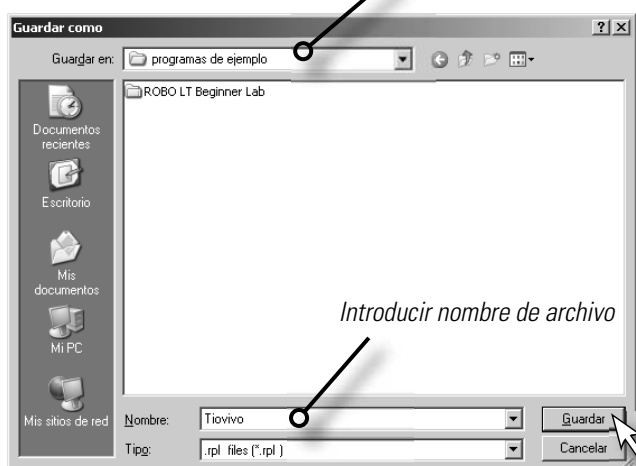 Guardar como
Guardar en: programas de ejemplo
ROBO LT Beginner Lab
Documentos
recientes
Escritorio
Mis
documentos
Mi PC
Mis sitios de red
Introducir nombre de archivo
Nombre: Tiovivo Guardar
Tipo: .rpl files (*.rpl ) Cancelar